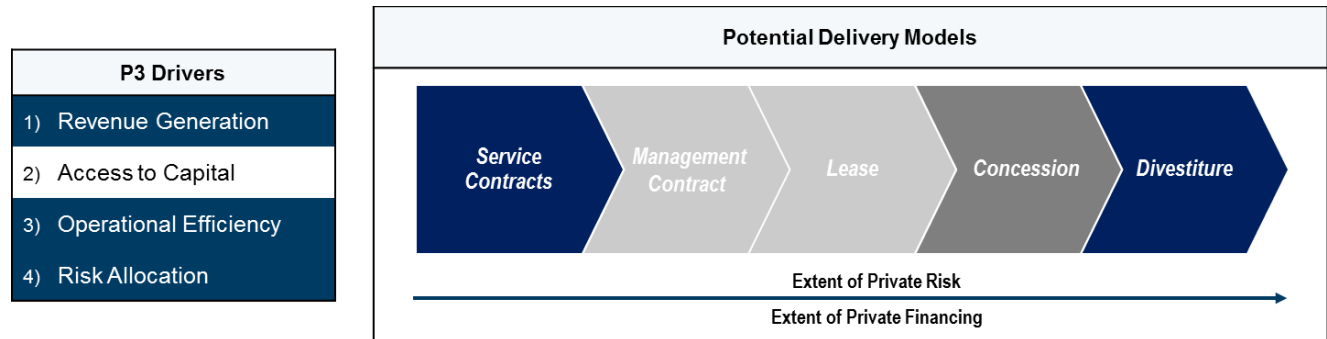 P3 Drivers
1) Revenue Generation
2) Access to Capital
3) Operational Efficiency
4) Risk Allocation
Potential Delivery Models
Service
Contracts
Management
Contract
Lease
Concession
Divestiture
Extent of Private Risk
Extent of Private Financing